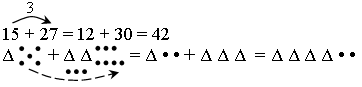 3
15 + 27 = 12 + 30 = 42
Δ ⁙ + Δ Δ ••••••• = Δ • • + Δ Δ Δ = Δ Δ Δ Δ • •
•••